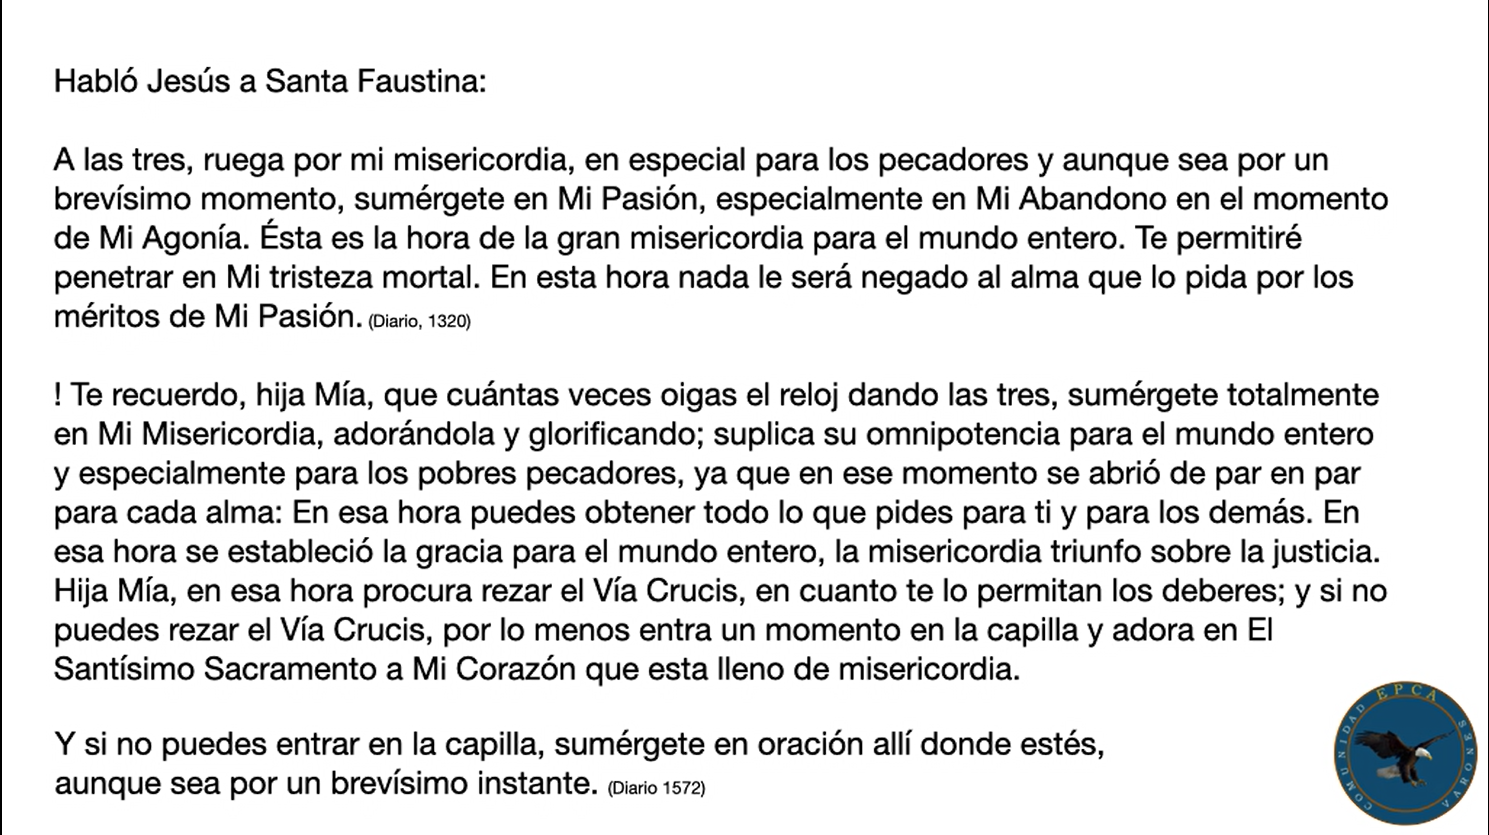 Habló Jesús a Santa Faustina:
A las tres, ruega por mi misericordia, en especial para los pecadores y aunque sea por un
brevísimo momento, sumérgete en Mi Pasión, especialmente en Mi Abandono en el momento
de Mi Agonía. Ésta es la hora de la gran misericordia para el mundo entero. Te permitiré
penetrar en Mi tristeza mortal. En esta hora nada le será negado al alma que lo pida por los
méritos de Mi Pasión. (Diario, 1320)
! Te recuerdo, hija Mía, que cuántas veces oigas el reloj dando las tres, sumérgete totalmente
en Mi Misericordia, adorándola y glorificando; suplica su omnipotencia para el mundo entero
y especialmente para los pobres pecadores, ya que en ese momento se abrió de par en par
para cada alma: En esa hora puedes obtener todo lo que pides para ti y para los demás. En
esa hora se estableció la gracia para el mundo entero, la misericordia triunfo sobre la justicia.
Hija Mía, en esa hora procura rezar el Vía Crucis, en cuanto te lo permitan los deberes; y si no
puedes rezar el Vía Crucis, por lo menos entra un momento en la capilla y adora en El
Santísimo Sacramento a Mi Corazón que esta lleno de misericordia.
Y si no puedes entrar en la capilla, sumérgete en oración allí donde estés,
aunque sea por un brevísimo instante. (Diario 1572)
COMUNIDAD EPCA VARONES